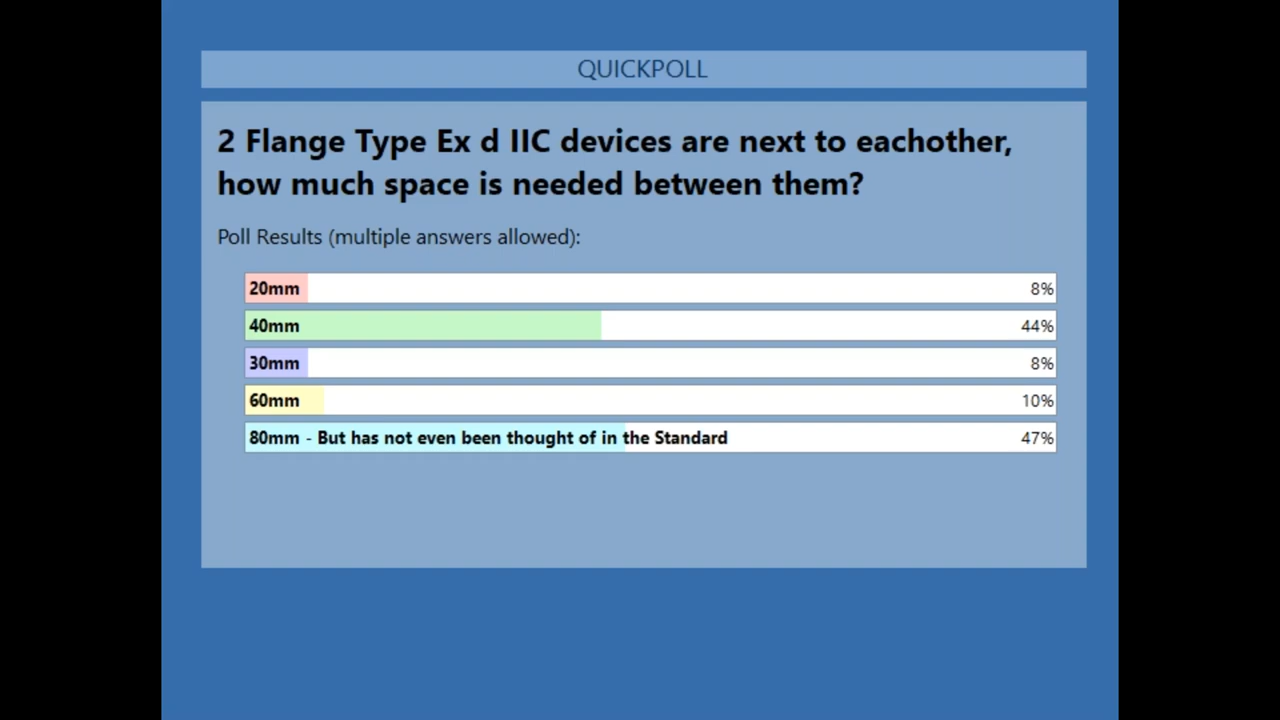 QUICKPOLL
2 Flange Type Ex d IIC devices are next to eachother,
how much space is needed between them?
Poll Results (multiple answers allowed):
20mm 8%
40mm 44%
30mm 8%
60mm 10%
80mm - But has not even been thought of in the Standard 47%